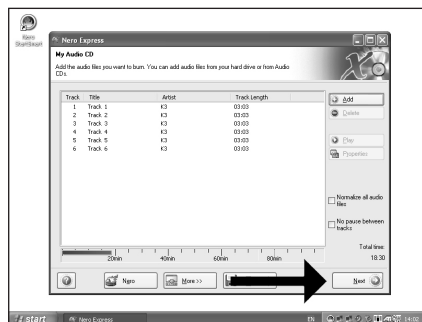 Nero
StartSmart
Nero Express
My Audio CD
Add the audio files you want to burn. You can add audio files from your hard drive or from Audio
CDs.
Track Title Artist Track Length
1 Track 1 K3 03:03
2 Track 2 K3 03:03
3 Track 3 K3 03:03
4 Track 4 K3 03:03
5 Track 5 K3 03:03
6 Track 6 K3 03:03
Add
Delete
Play
Properties
Normalize all audio
files
No pause between
tracks
Total time:
20min 40min 60min 80min 18:30
Nero More >> Next
start Nero Express EN 14:02